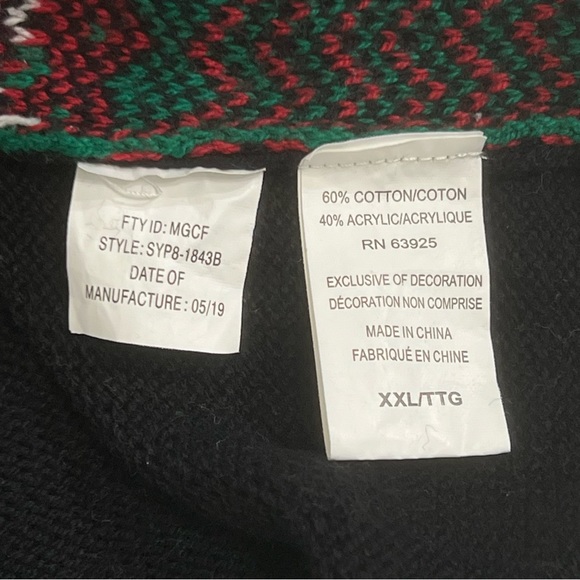 FTY ID: MGCF
STYLE: SYP8-1843B
DATE OF
MANUFACTURE : 05/19
60% COTTON/COTON
40% ACRYLIC/ACRYLIQUE
RN 63925
EXCLUSIVE OF DECORATION
DÉCORATION NON COMPRISE
MADE IN CHINA
FABRIQUÉ EN CHINE
XXL/TTG